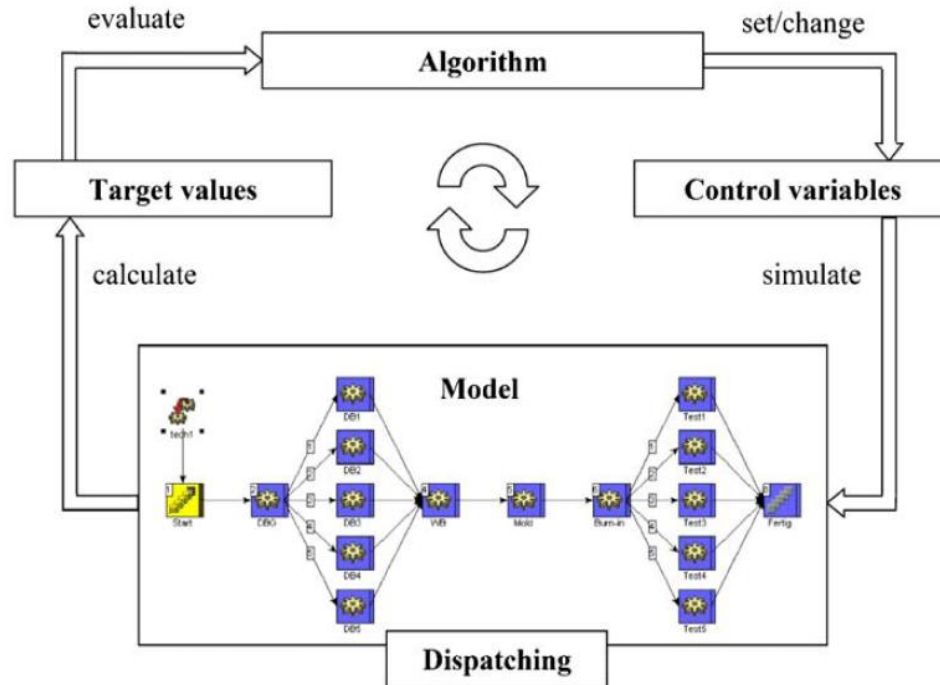 evaluate
set/change
Algorithm
Target values
Control variables
calculate
simulate
Model
tech1
DB1
Test1
DB2
Test2
Start
DBG
DB3
WB
Mold
Burn-in
Test3
Fertig
DB4
Test4
DB5
Test5
Dispatching